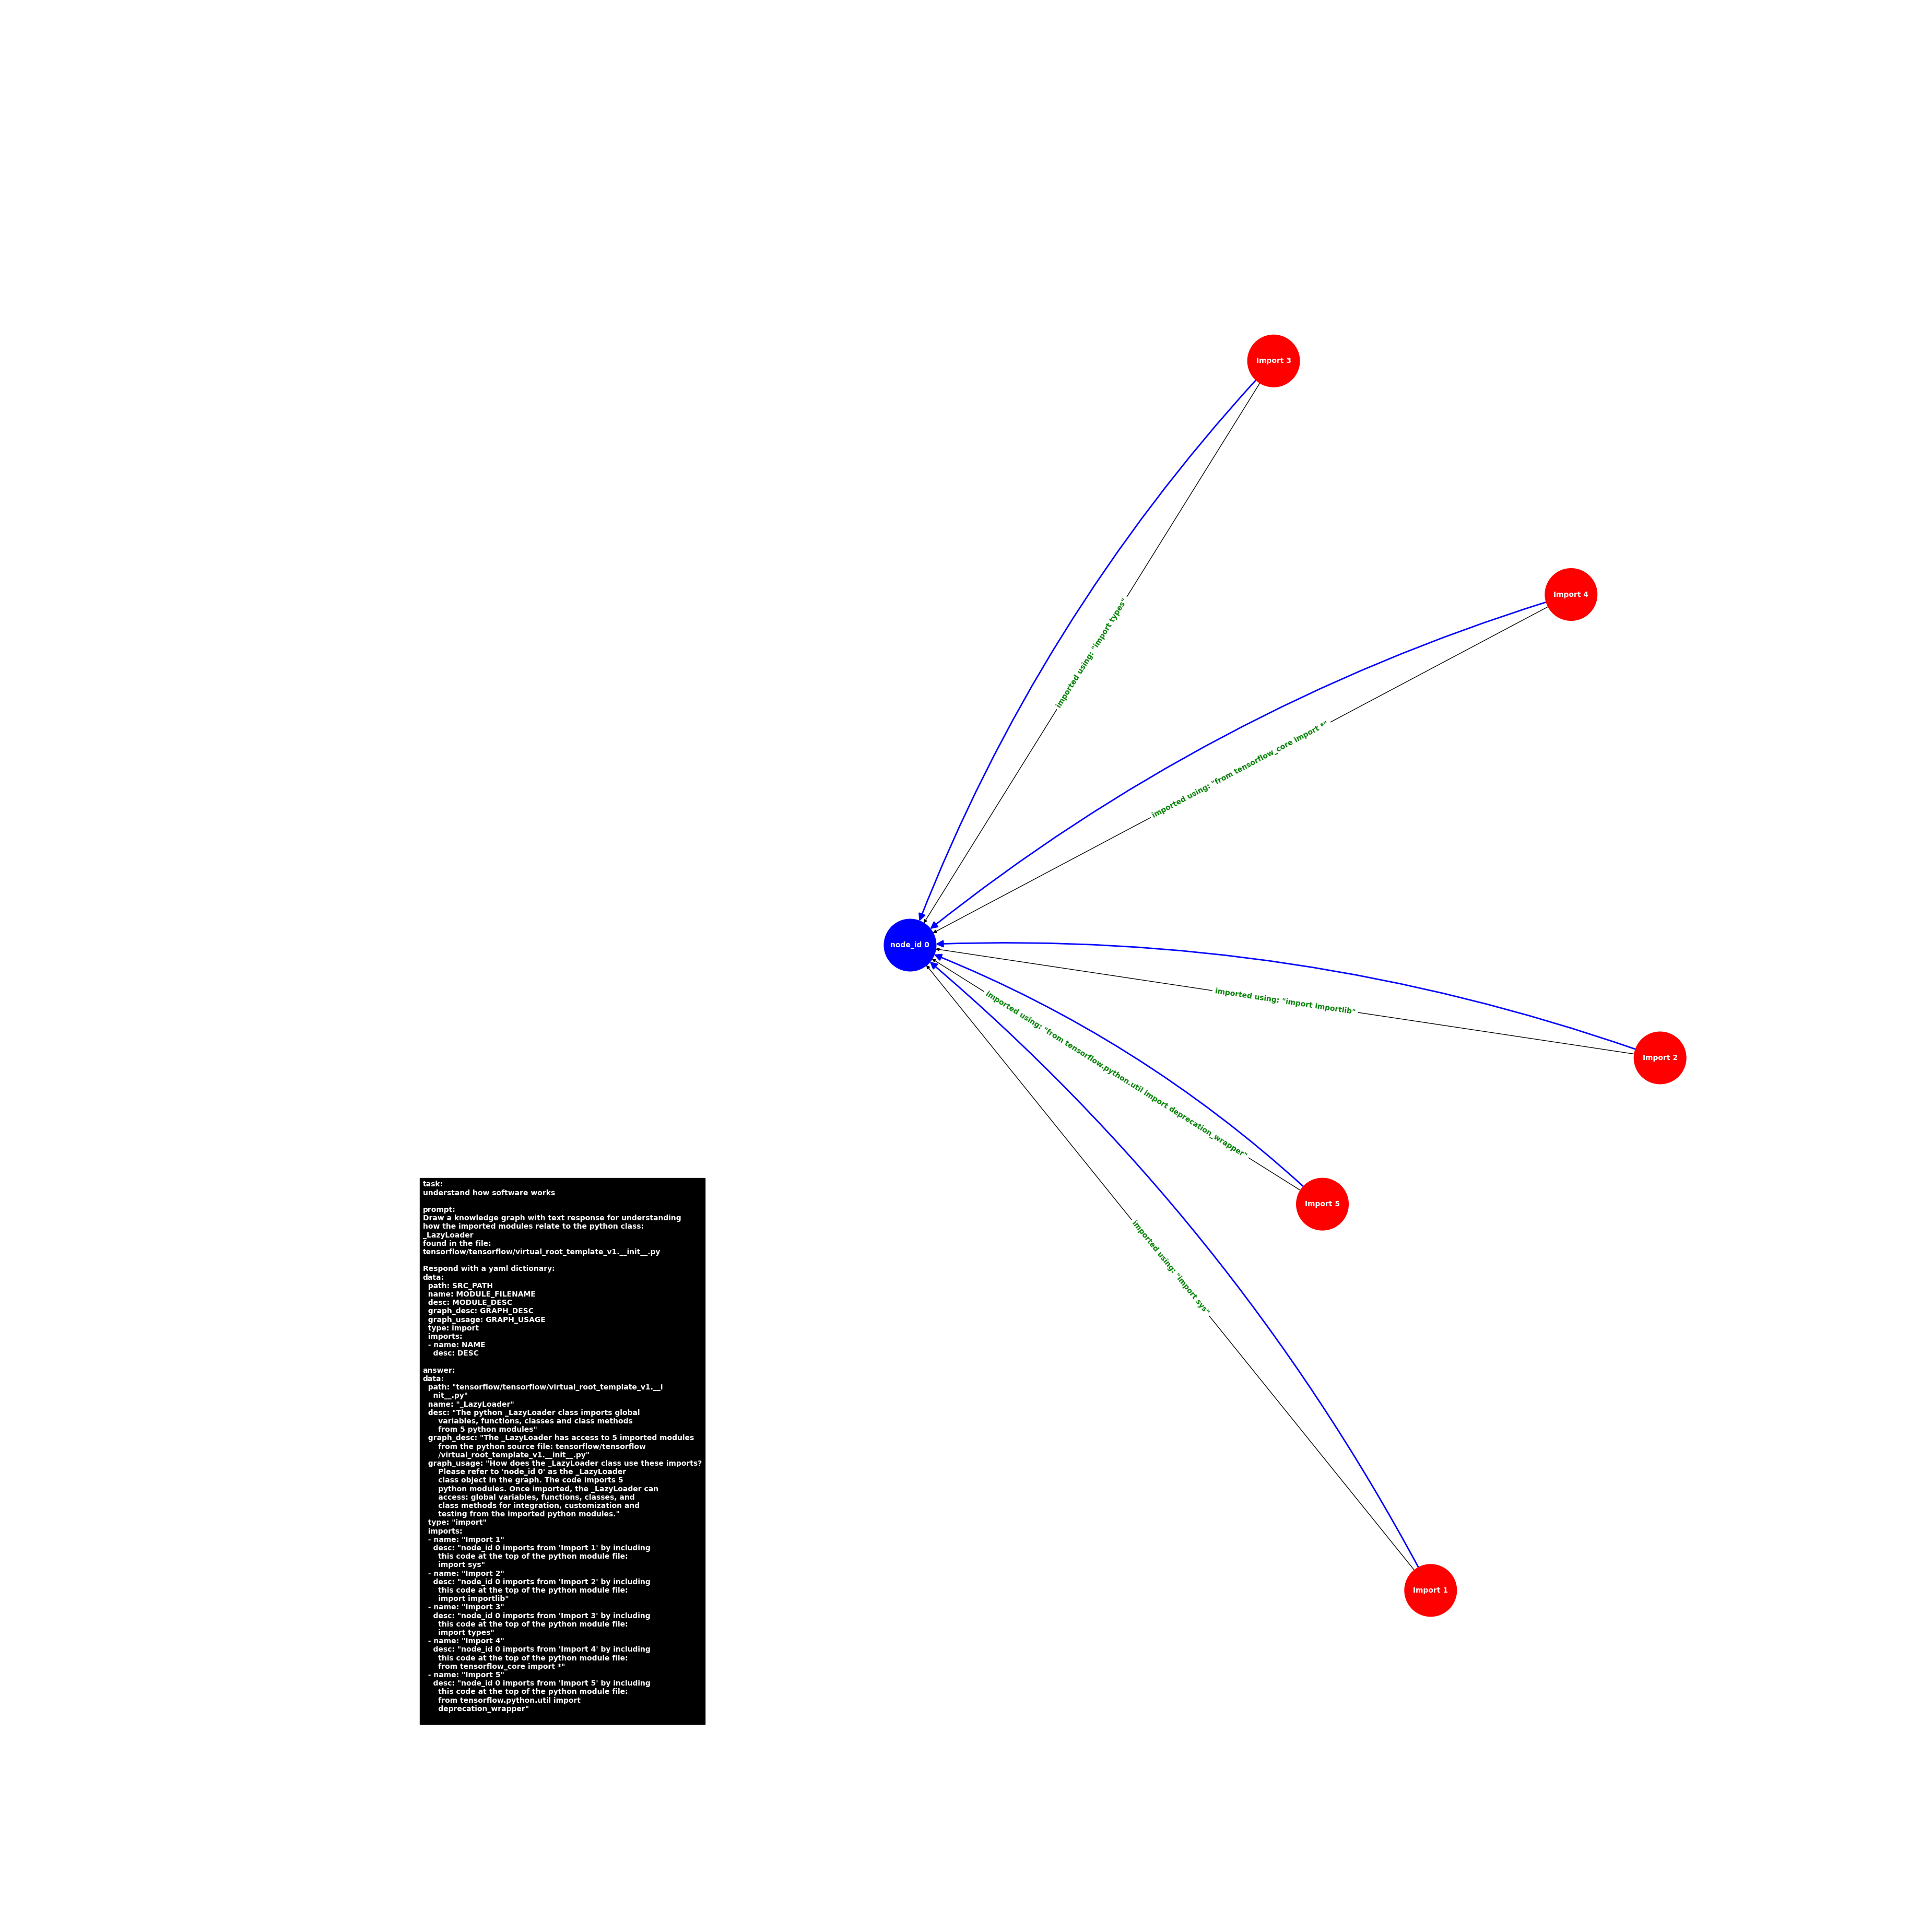 Import 3
Import 4
imported using: "import types"
imported using: "from tensorflow_core import *"
node_id 0
imported using: "import importlib"
imported using: "from tensorflow.python.util import deprecation_wrapper"
Import 2
Import 5
imported using: "import sys"
Import 1
task:
understand how software works

prompt:
Draw a knowledge graph with text response for understanding
how the imported modules relate to the python class:
_LazyLoader
found in the file:
tensorflow/tensorflow/virtual_root_template_v1.__init__.py

Respond with a yaml dictionary:
data:
  path: SRC_PATH
  name: MODULE_FILENAME
  desc: MODULE_DESC
  graph_desc: GRAPH_DESC
  graph_usage: GRAPH_USAGE
  type: import
  imports:
  - name: NAME
    desc: DESC

answer:
data:
  path: "tensorflow/tensorflow/virtual_root_template_v1.__i
    nit__.py"
  name: "_LazyLoader"
  desc: "The python _LazyLoader class imports global
      variables, functions, classes and class methods
      from 5 python modules"
  graph_desc: "The _LazyLoader has access to 5 imported modules
      from the python source file: tensorflow/tensorflow
      /virtual_root_template_v1.__init__.py"
  graph_usage: "How does the _LazyLoader class use these imports?
      Please refer to 'node_id 0' as the _LazyLoader
      class object in the graph. The code imports 5
      python modules. Once imported, the _LazyLoader can
      access: global variables, functions, classes, and
      class methods for integration, customization and
      testing from the imported python modules."
  type: "import"
  imports:
  - name: "Import 1"
    desc: "node_id 0 imports from 'Import 1' by including
      this code at the top of the python module file:
      import sys"
  - name: "Import 2"
    desc: "node_id 0 imports from 'Import 2' by including
      this code at the top of the python module file:
      import importlib"
  - name: "Import 3"
    desc: "node_id 0 imports from 'Import 3' by including
      this code at the top of the python module file:
      import types"
  - name: "Import 4"
    desc: "node_id 0 imports from 'Import 4' by including
      this code at the top of the python module file:
      from tensorflow_core import *"
  - name: "Import 5"
    desc: "node_id 0 imports from 'Import 5' by including
      this code at the top of the python module file:
      from tensorflow.python.util import
      deprecation_wrapper"